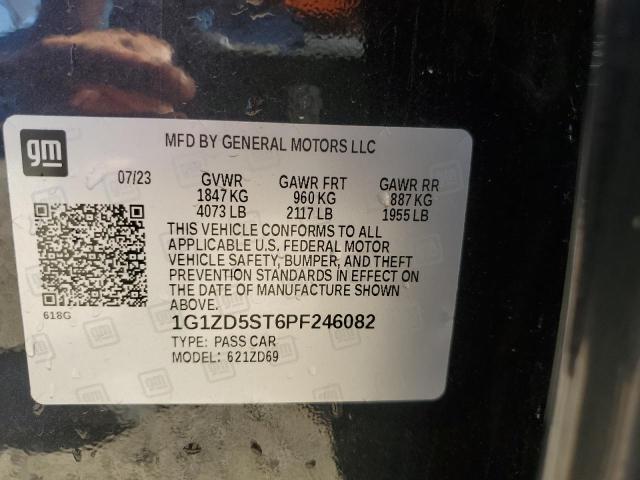 gm
MFD BY GENERAL MOTORS LLC
07/23 GVWR GAWR FRT GAWR RR
1847 KG 960 KG 887 KG
4073 LB 2117 LB 1955 LB
THIS VEHICLE CONFORMS TO ALL
APPLICABLE U.S. FEDERAL MOTOR
VEHICLE SAFETY, BUMPER, AND THEFT
PREVENTION STANDARDS IN EFFECT ON
THE DATE OF MANUFACTURE SHOWN
ABOVE.
618G
1G1ZD5ST6PF246082
TYPE: PASS CAR
MODEL: 621ZD69